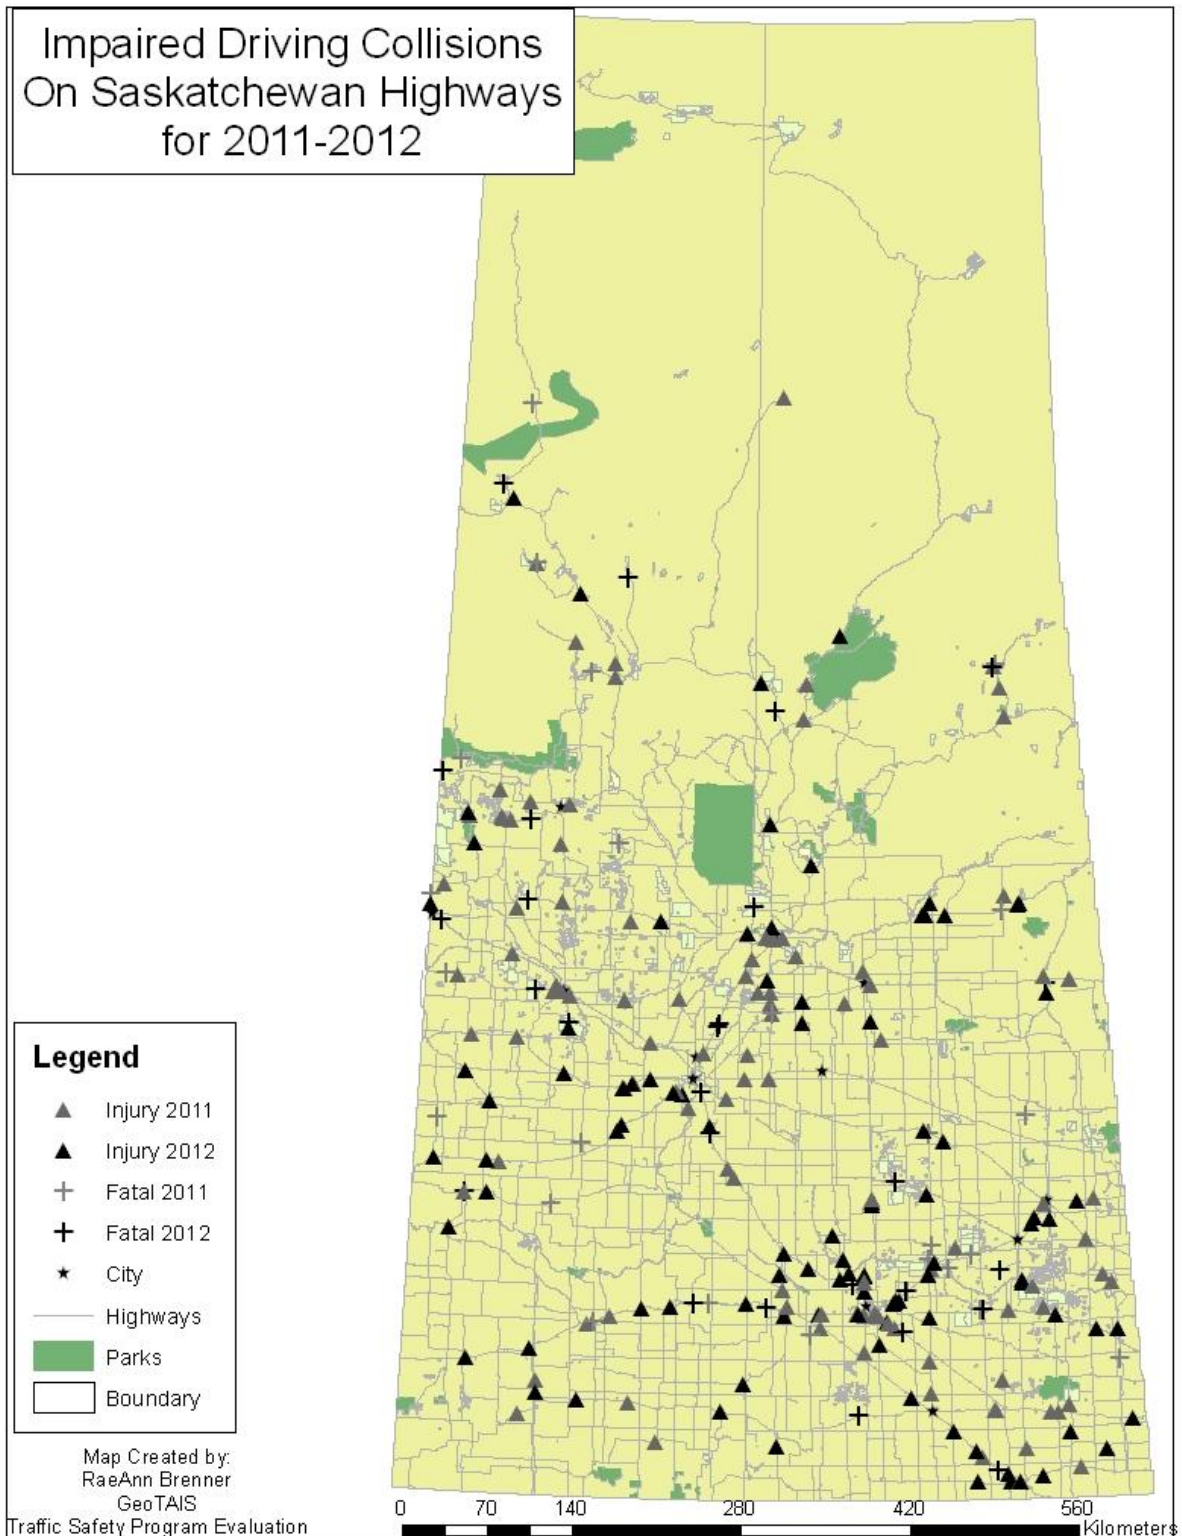 Impaired Driving Collisions
On Saskatchewan Highways
for 2011-2012
Legend
Injury 2011
Injury 2012
Fatal 2011
Fatal 2012
City
Highways
Parks
Boundary
Map Created by:
RaeAnn Brenner
GeoTAIS
Traffic Safety Program Evaluation
0 70 140 280 420 560
Kilometers